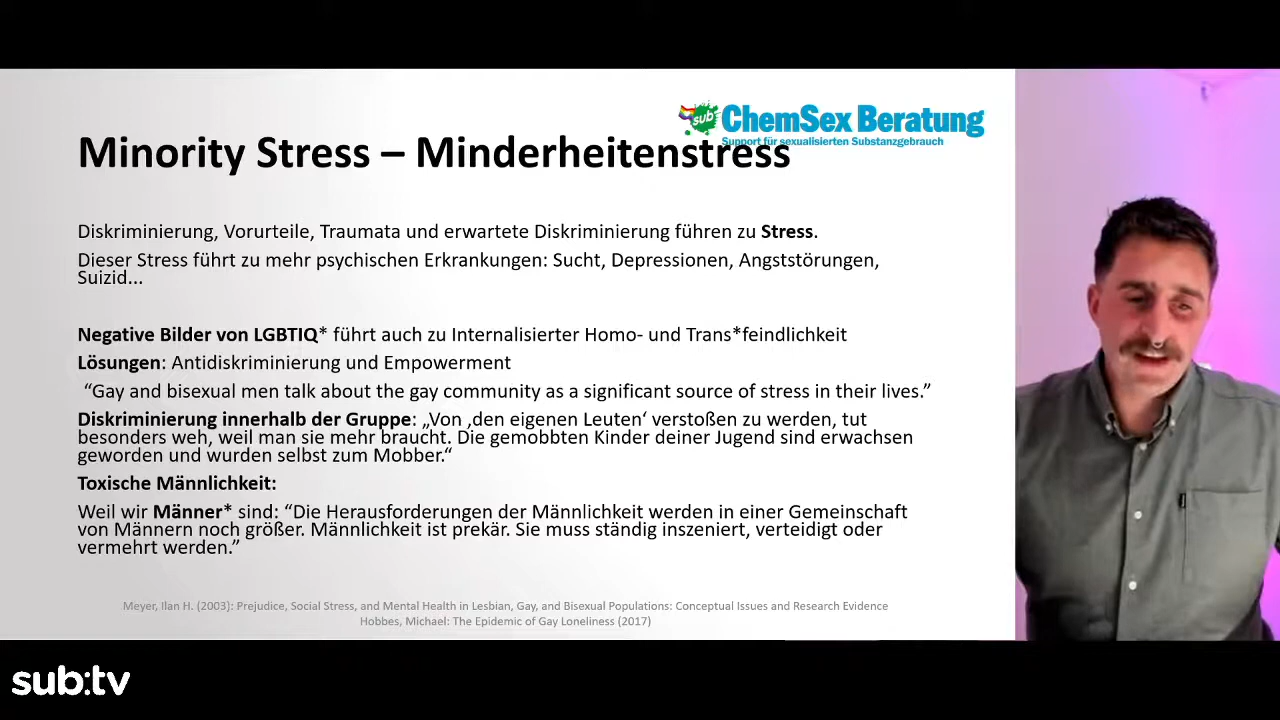 sub
ChemSex Beratung
Support für sexualisierten Substanzgebrauch
Minority Stress – Minderheitenstress
Diskriminierung, Vorurteile, Traumata und erwartete Diskriminierung führen zu Stress.
Dieser Stress führt zu mehr psychischen Erkrankungen: Sucht, Depressionen, Angststörungen,
Suizid...
Negative Bilder von LGBTIQ* führt auch zu Internalisierter Homo- und Trans*feindlichkeit
Lösungen: Antidiskriminierung und Empowerment
“Gay and bisexual men talk about the gay community as a significant source of stress in their lives.”
Diskriminierung innerhalb der Gruppe: „Von ‚den eigenen Leuten‘ verstoßen zu werden, tut
besonders weh, weil man sie mehr braucht. Die gemobbten Kinder deiner Jugend sind erwachsen
geworden und wurden selbst zum Mobber.“
Toxische Männlichkeit:
Weil wir Männer* sind: “Die Herausforderungen der Männlichkeit werden in einer Gemeinschaft
von Männern noch größer. Männlichkeit ist prekär. Sie muss ständig inszeniert, verteidigt oder
vermehrt werden.”
Meyer, Ilan H. (2003): Prejudice, Social Stress, and Mental Health in Lesbian, Gay, and Bisexual Populations: Conceptual Issues and Research Evidence
Hobbes, Michael: The Epidemic of Gay Loneliness (2017)
sub:tv